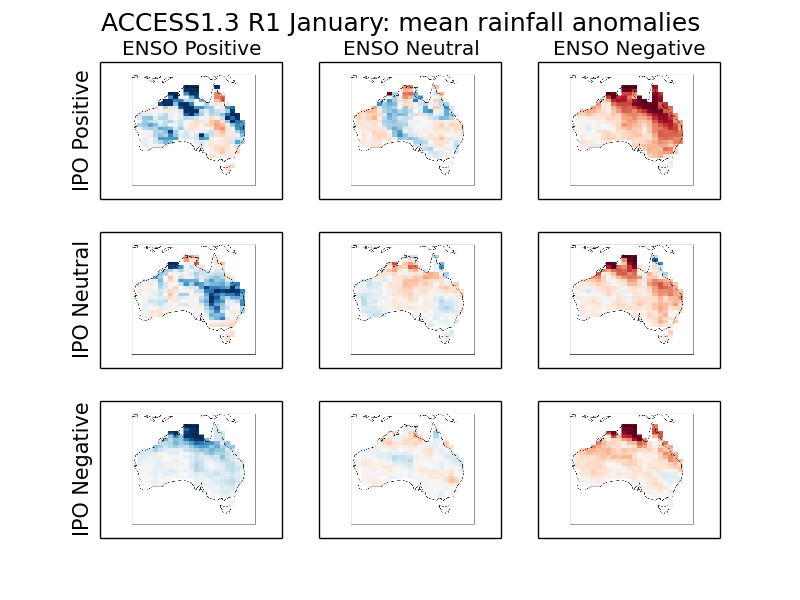 ACCESS1.3 R1 January: mean rainfall anomalies
ENSO Positive
ENSO Neutral
ENSO Negative
IPO Positive
IPO Neutral
IPO Negative